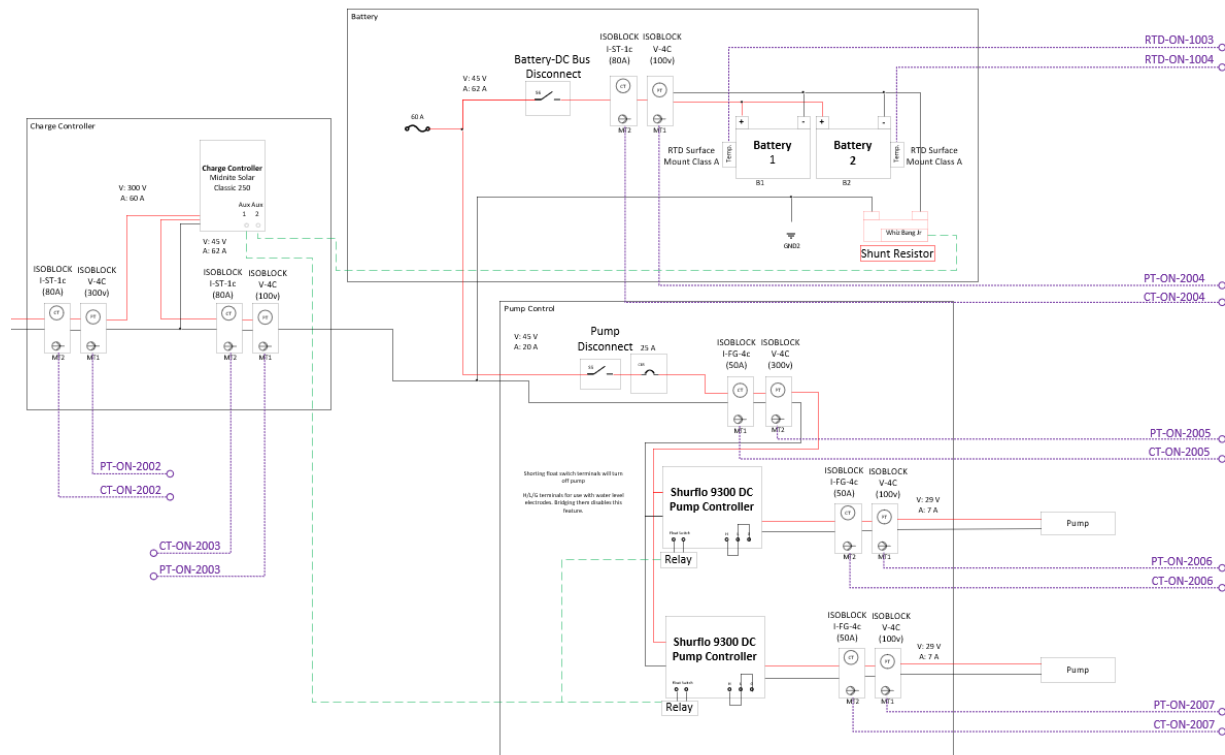 Battery
RTD-ON-1003
RTD-ON-1004
ISOBLOCK
I-ST-1c
(80A)
ISOBLOCK
V-4C
(100v)
Battery-DC Bus
Disconnect
V: 45 V
A: 62 A
CT
PT
MT2
MT1
60 A
+
-
+
-
Battery
1
Battery
2
Temp.
Temp.
RTD Surface
Mount Class A
RTD Surface
Mount Class A
B1
B2
GND2
Whiz Bang Jr
Shunt Resistor
PT-ON-2004
CT-ON-2004
Charge Controller
Charge Controller
Midnite Solar
Classic 250
Aux Aux
1 2
V: 300 V
A: 60 A
V: 45 V
A: 62 A
ISOBLOCK
I-ST-1c
(80A)
ISOBLOCK
V-4C
(300v)
ISOBLOCK
I-ST-1c
(80A)
ISOBLOCK
V-4C
(100v)
CT
PT
CT
PT
MT2
MT1
MT2
MT1
PT-ON-2002
CT-ON-2002
CT-ON-2003
PT-ON-2003
Pump Control
V: 45 V
A: 20 A
Pump
Disconnect
25 A
ISOBLOCK
I-FG-4c
(50A)
ISOBLOCK
V-4C
(300v)
CT
PT
MT1
MT2
PT-ON-2005
CT-ON-2005
Shorting float switch terminals will turn
off pump
H/L/G terminals for use with water level
electrodes. Bridging them disables this
feature.
Shurflo 9300 DC
Pump Controller
Float Switch
Relay
ISOBLOCK
I-FG-4c
(50A)
ISOBLOCK
V-4C
(100v)
CT
PT
MT2
MT1
V: 29 V
A: 7 A
Pump
PT-ON-2006
CT-ON-2006
Shurflo 9300 DC
Pump Controller
Float Switch
Relay
ISOBLOCK
I-FG-4c
(50A)
ISOBLOCK
V-4C
(100v)
CT
PT
MT2
MT1
V: 29 V
A: 7 A
Pump
PT-ON-2007
CT-ON-2007